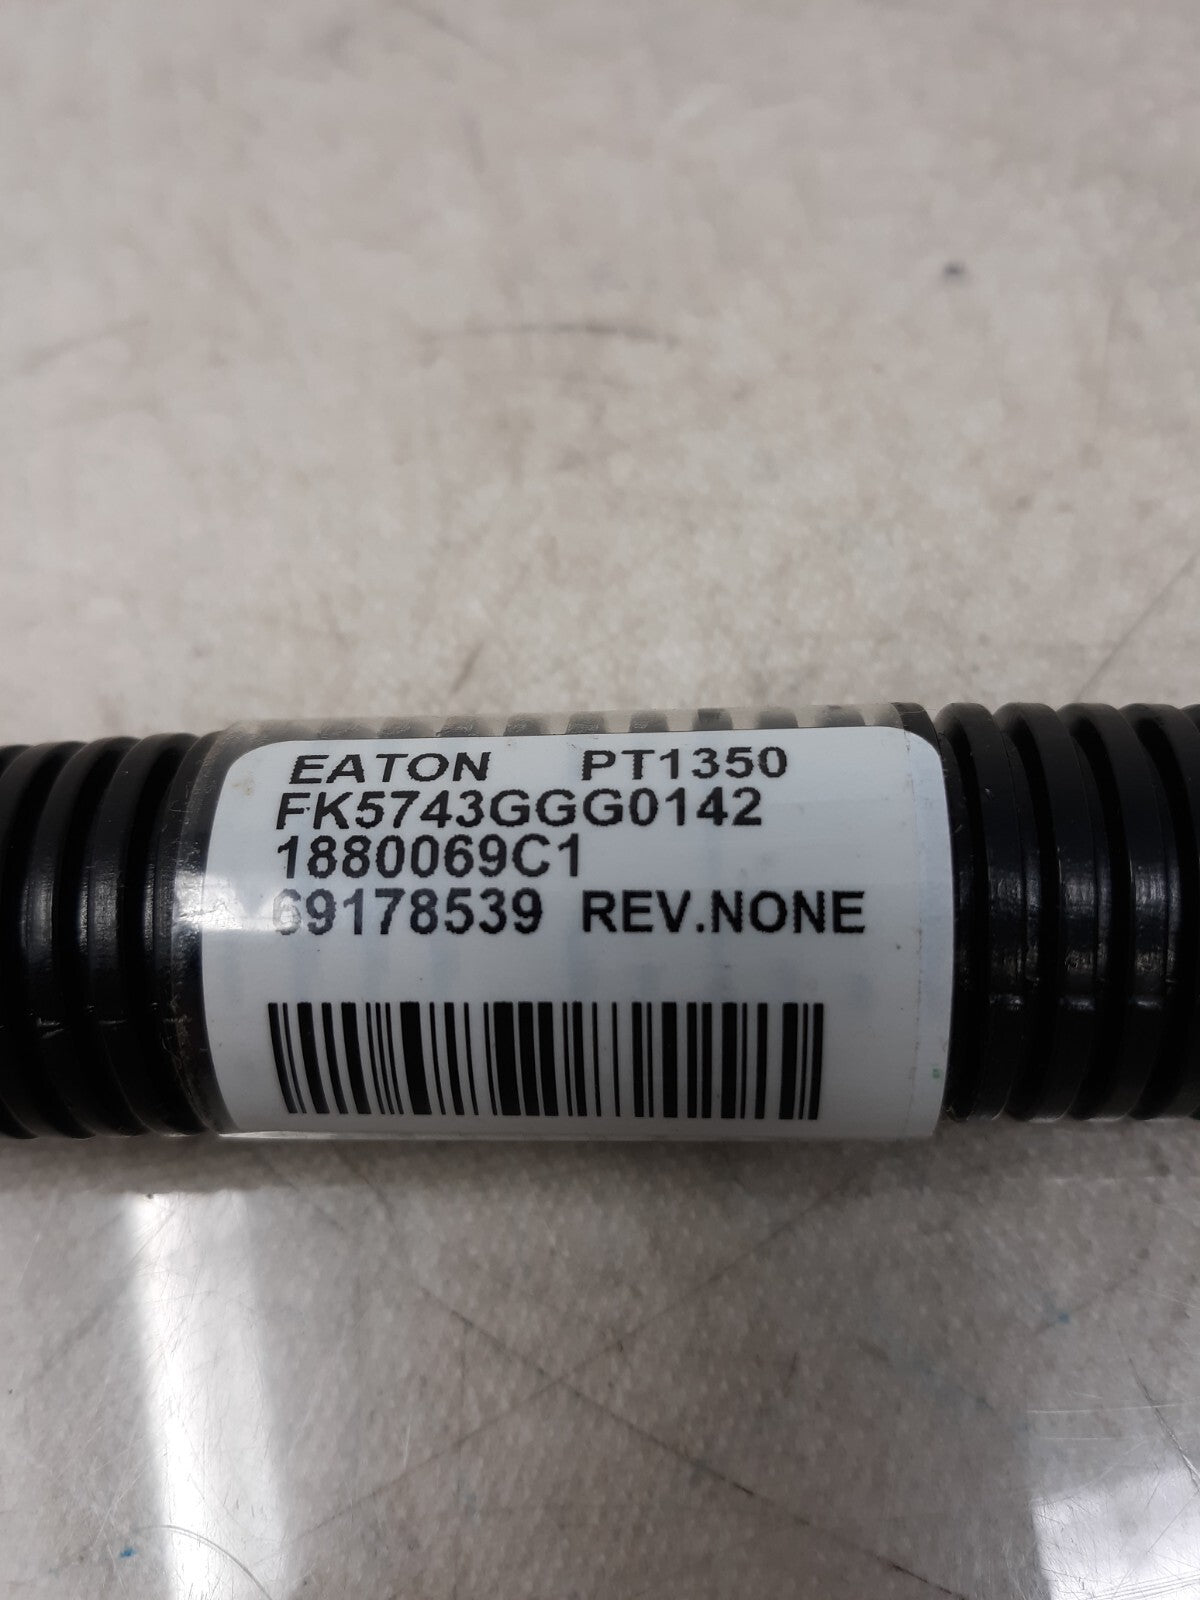 EATON PT1350
FK5743GGG0142
1880069C1
69178539 REV.NONE